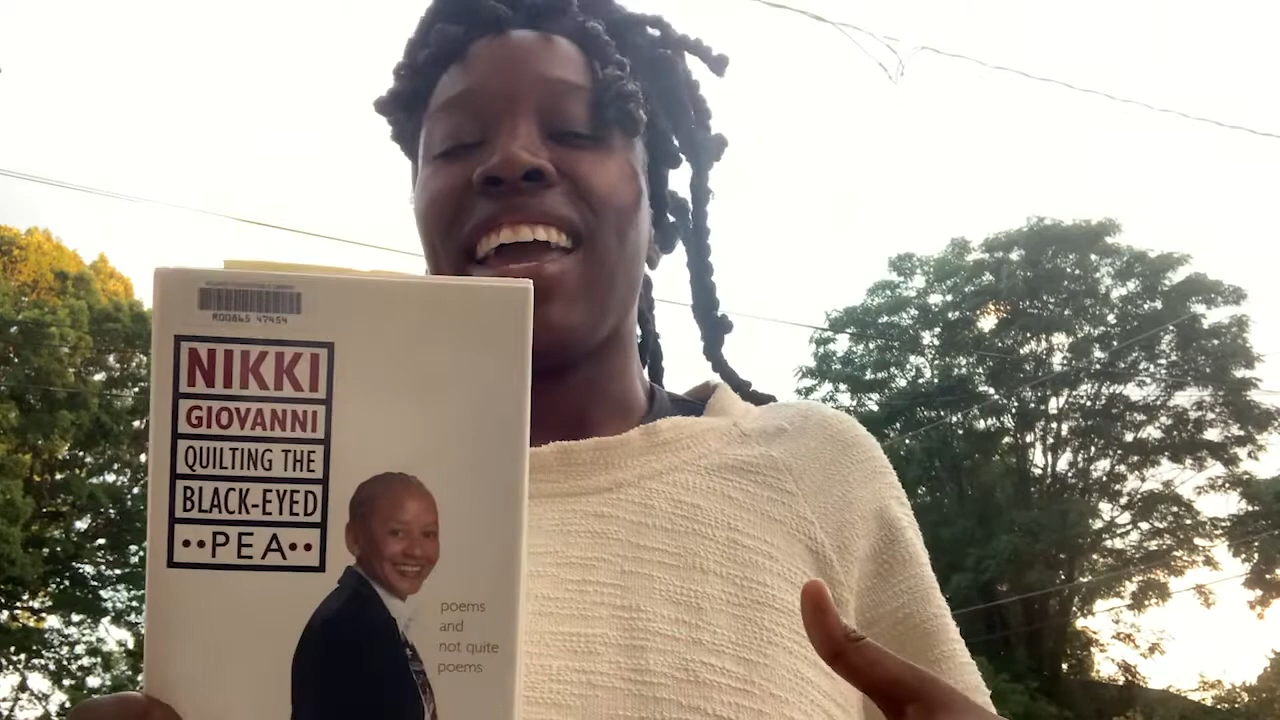 R00865 47454
NIKKI
GIOVANNI
QUILTING THE
BLACK-EYED
••PEA••
poems
and
not quite
poems